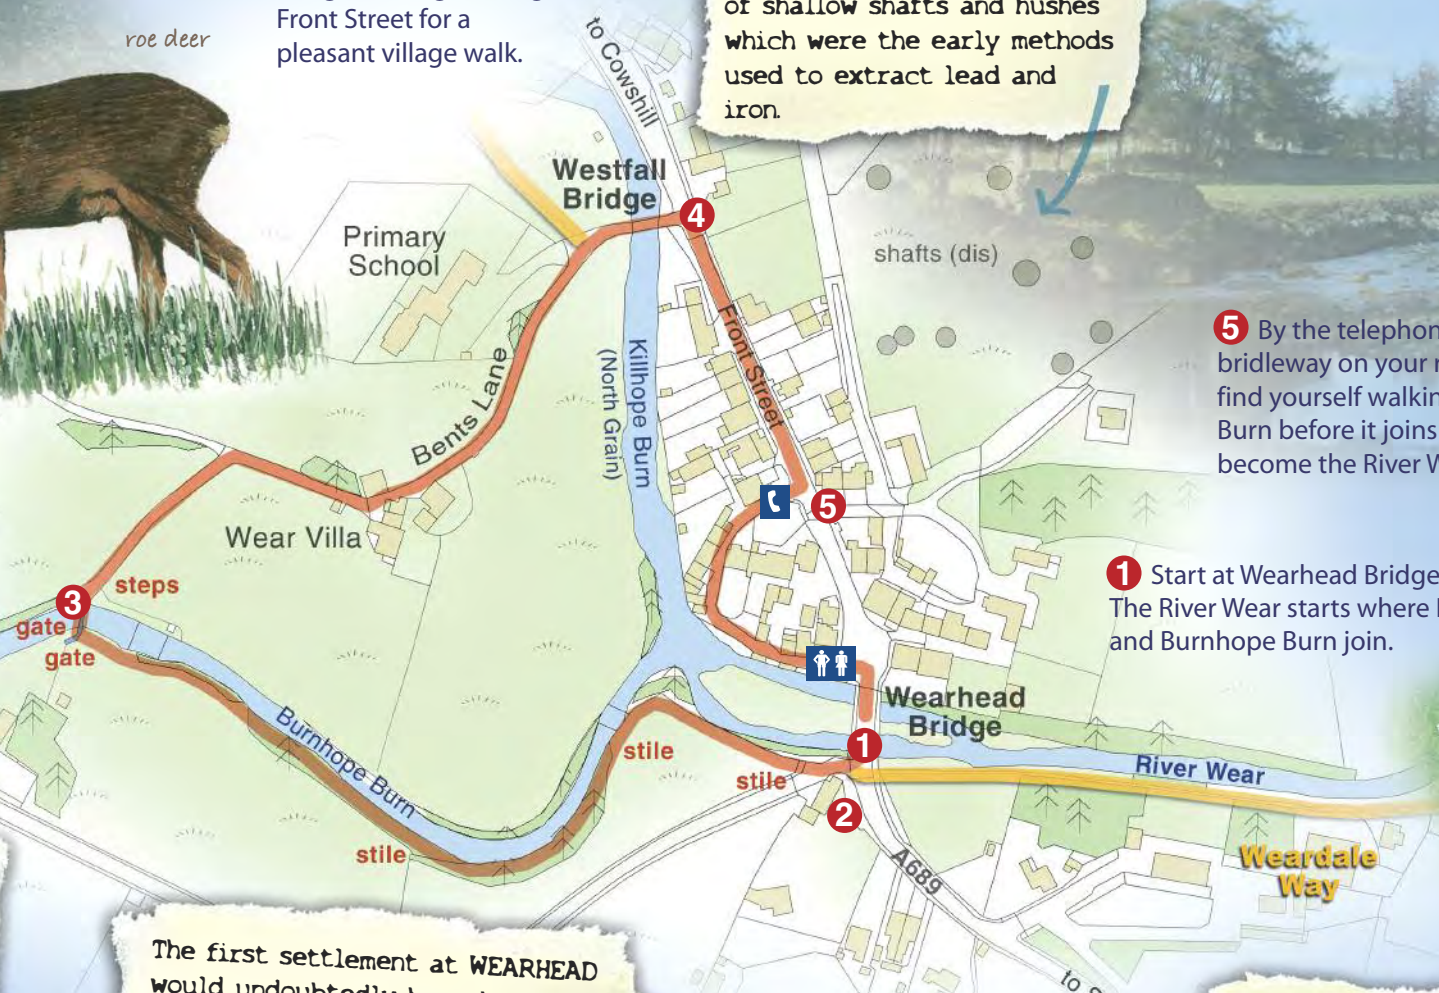 Front Street for a
pleasant village walk.
roe deer
of shallow shafts and hushes
which were the early methods
used to extract lead and
iron.
to Cowshill
Westfall
Bridge
4
Primary
School
shafts (dis)
Front Street
Killhope Burn
(North Grain)
Bents Lane
5 By the telephon
bridleway on your
find yourself walkin
Burn before it joins
become the River
5
Wear Villa
steps
3
gate
gate
1 Start at Wearhead Bridge
The River Wear starts where
and Burnhope Burn join.
Wearhead
Bridge
1
River Wear
Burnhope Burn
stile
stile
stile
2
A689
Weardale
Way
The first settlement at WEARHEAD
would undoubtedly
to